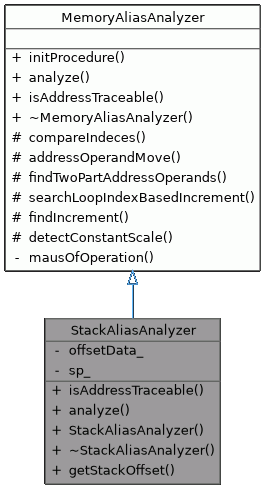 MemoryAliasAnalyzer
+ initProcedure()
+ analyze()
+ isAddressTraceable()
+ ~MemoryAliasAnalyzer()
# compareIndeces()
# addressOperandMove()
# findTwoPartAddressOperands()
# searchLoopIndexBasedIncrement()
# findIncrement()
# detectConstantScale()
- mausOfOperation()
StackAliasAnalyzer
- offsetData_
- sp_
+ isAddressTraceable()
+ analyze()
+ StackAliasAnalyzer()
+ ~StackAliasAnalyzer()
+ getStackOffset()